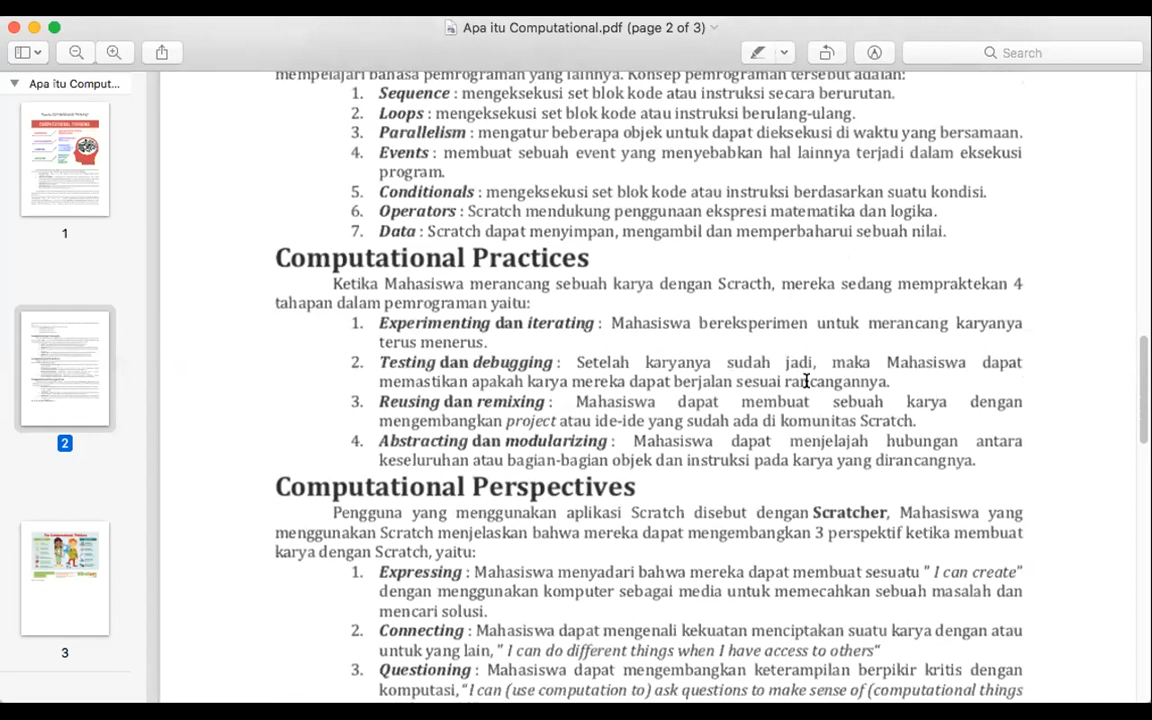 Apa itu Computational.pdf (page 2 of 3)
Search
Apa itu Comput...
1
2
3
mempelajari bahasa pemrograman yang lainnya. Konsep pemrograman tersebut adalah:
1. Sequence : mengeksekusi set blok kode atau instruksi secara berurutan.
2. Loops : mengeksekusi set blok kode atau instruksi berulang-ulang.
3. Parallelism : mengatur beberapa objek untuk dapat dieksekusi di waktu yang bersamaan.
4. Events : membuat sebuah event yang menyebabkan hal lainnya terjadi dalam eksekusi
program.
5. Conditionals : mengeksekusi set blok kode atau instruksi berdasarkan suatu kondisi.
6. Operators : Scratch mendukung penggunaan ekspresi matematika dan logika.
7. Data : Scratch dapat menyimpan, mengambil dan memperbaharui sebuah nilai.
Computational Practices
Ketika Mahasiswa merancang sebuah karya dengan Scracth, mereka sedang mempraktekan 4
tahapan dalam pemrograman yaitu:
1. Experimenting dan iterating : Mahasiswa bereksperimen untuk merancang karyanya
terus menerus.
2. Testing dan debugging : Setelah karyanya sudah jadi, maka Mahasiswa dapat
memastikan apakah karya mereka dapat berjalan sesuai rancangannya.
3. Reusing dan remixing : Mahasiswa dapat membuat sebuah karya dengan
mengembangkan project atau ide-ide yang sudah ada di komunitas Scratch.
4. Abstracting dan modularizing : Mahasiswa dapat menjelajah hubungan antara
keseluruhan atau bagian-bagian objek dan instruksi pada karya yang dirancangnya.
Computational Perspectives
Pengguna yang menggunakan aplikasi Scratch disebut dengan Scratcher, Mahasiswa yang
menggunakan Scratch menjelaskan bahwa mereka dapat mengembangkan 3 perspektif ketika membuat
karya dengan Scratch, yaitu:
1. Expressing : Mahasiswa menyadari bahwa mereka dapat membuat sesuatu " I can create"
dengan menggunakan komputer sebagai media untuk memecahkan sebuah masalah dan
mencari solusi.
2. Connecting : Mahasiswa dapat mengenali kekuatan menciptakan suatu karya dengan atau
untuk yang lain, " I can do different things when I have access to others"
3. Questioning : Mahasiswa dapat mengembangkan keterampilan berpikir kritis dengan
komputasi, "I can (use computation to) ask questions to make sense of (computational things